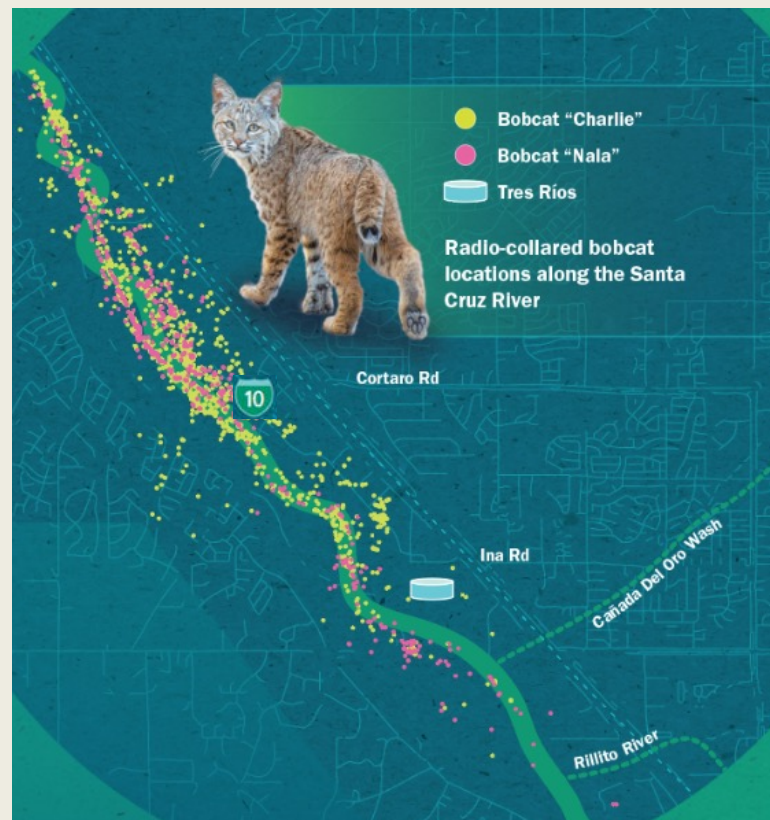 Bobcat “Charlie”
Bobcat “Nala”
Tres Ríos
Radio-collared bobcat
locations along the Santa
Cruz River
Cortaro Rd
10
Ina Rd
Cañada Del Oro Wash
Rillito River